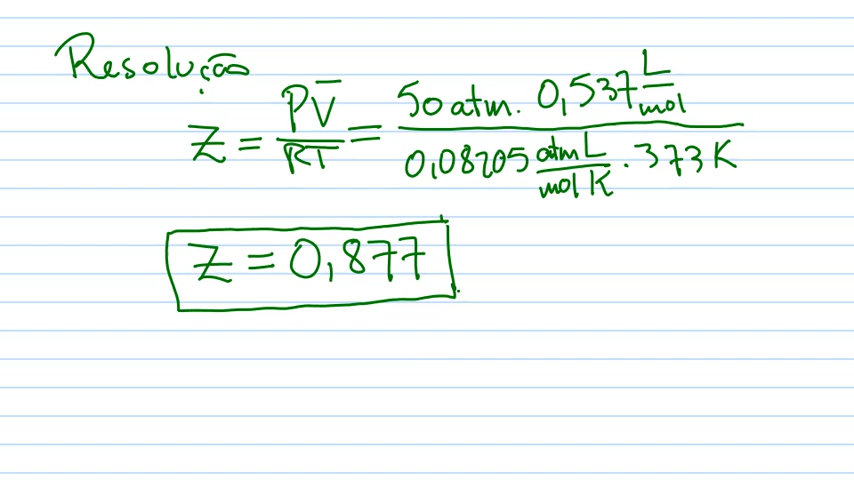 Resolução
Z = PV̅/RT = 50 atm . 0,537 L/mol / 0,08205 atm L/mol K . 373 K
Z = 0,877